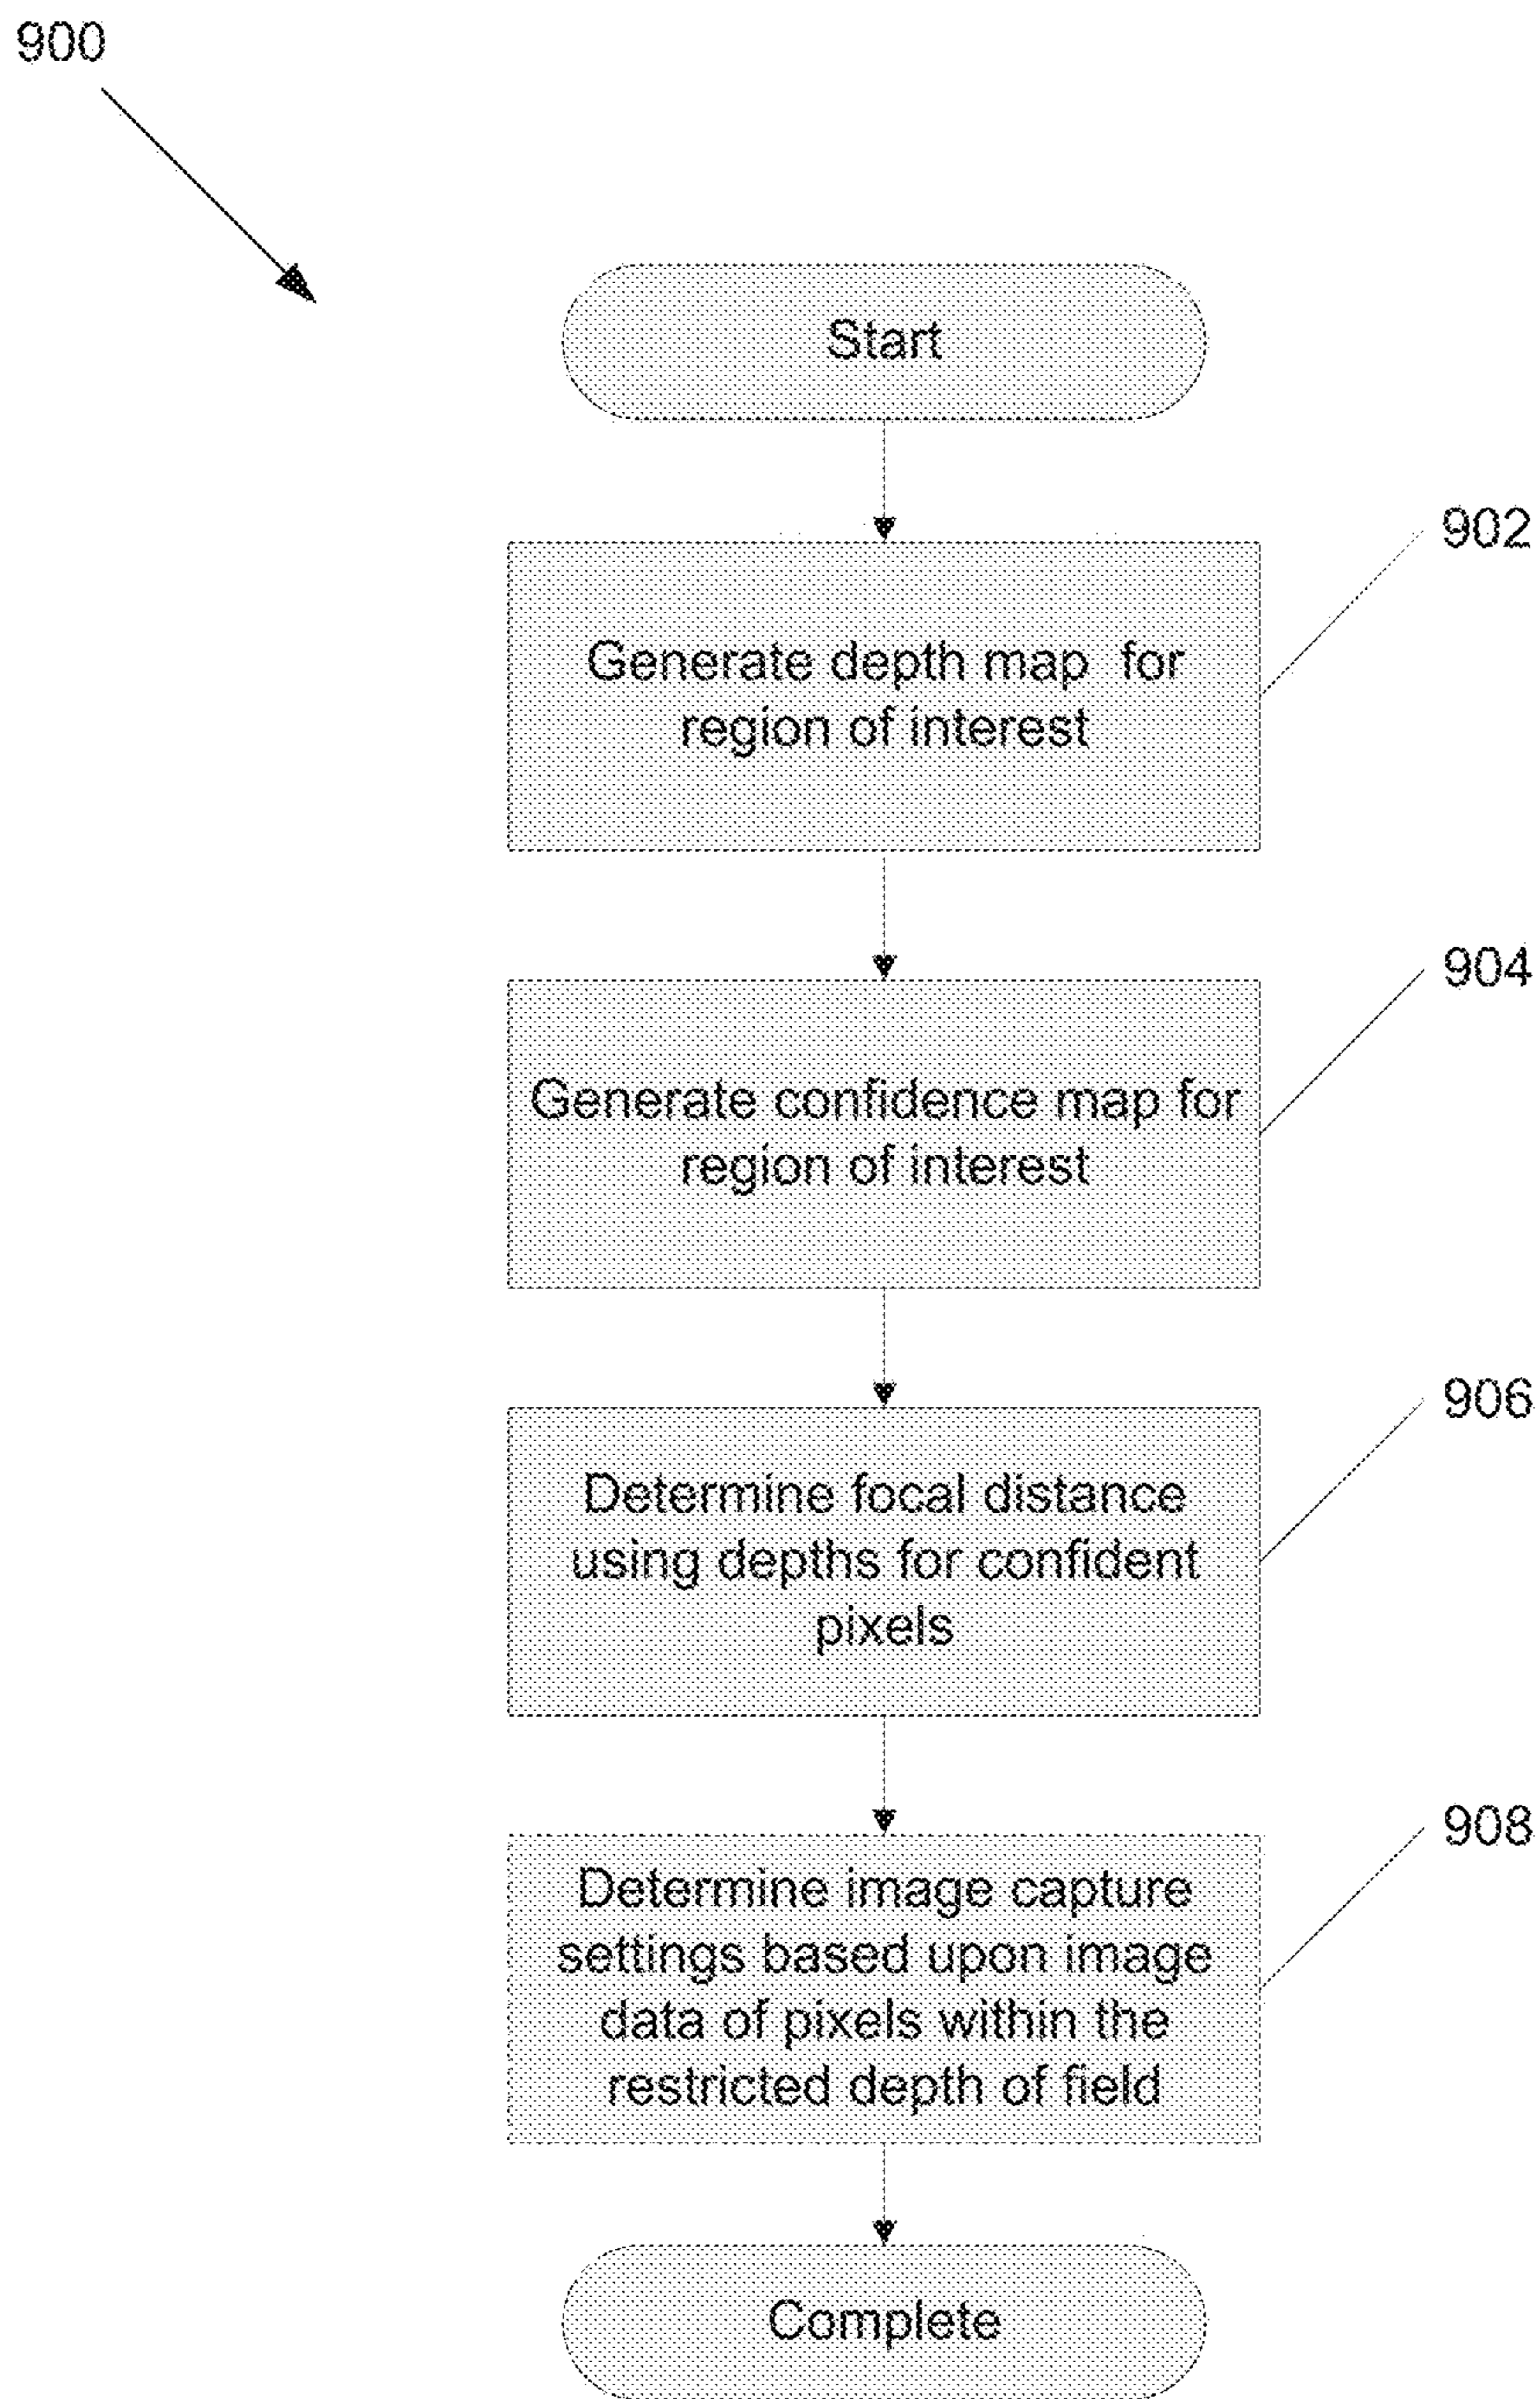 900
Start
902
Generate depth map for
region of interest
904
Generate confidence map for
region of interest
906
Determine focal distance
using depths for confident
pixels
908
Determine image capture
settings based upon image
data of pixels within the
restricted depth of field
Complete